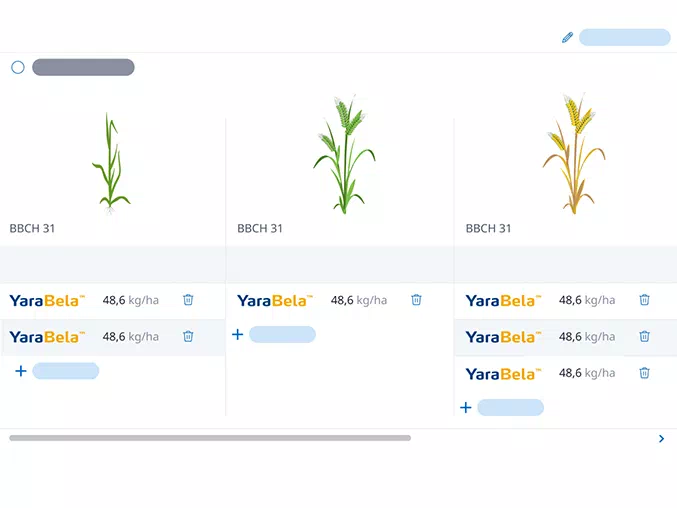 BBCH 31 BBCH 31 BBCH 31
YaraBela™ 48,6 kg/ha YaraBela™ 48,6 kg/ha YaraBela™ 48,6 kg/ha
YaraBela™ 48,6 kg/ha YaraBela™ 48,6 kg/ha
YaraBela™ 48,6 kg/ha